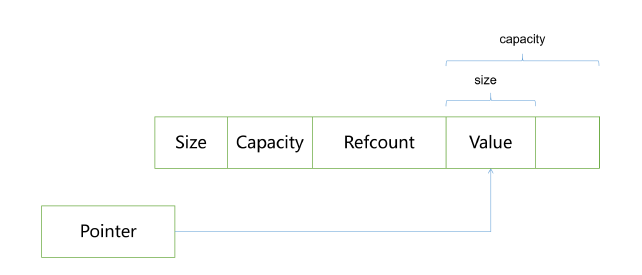 capacity
size
Size
Capacity
Refcount
Value
Pointer